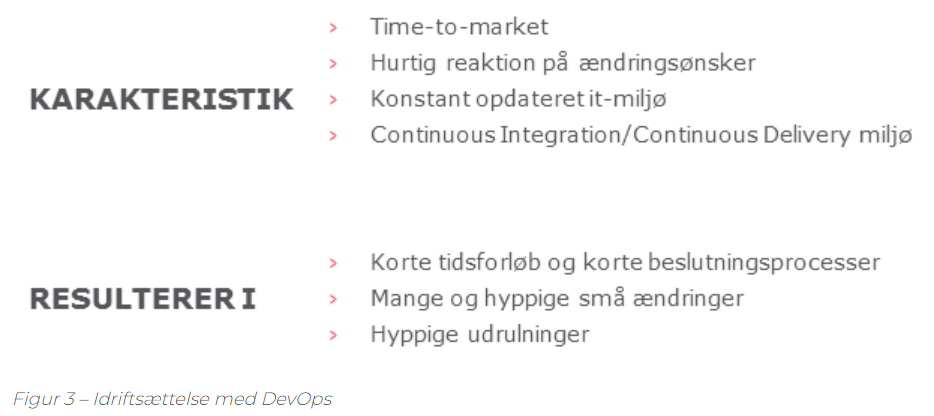 KARAKTERISTIK
> Time-to-market
> Hurtig reaktion på ændringsønsker
> Konstant opdateret it-miljø
> Continuous Integration/Continuous Delivery miljø
RESULTERER I
> Korte tidsforløb og korte beslutningsprocesser
> Mange og hyppige små ændringer
> Hyppige udrulninger
Figur 3 – Idriftsættelse med DevOps